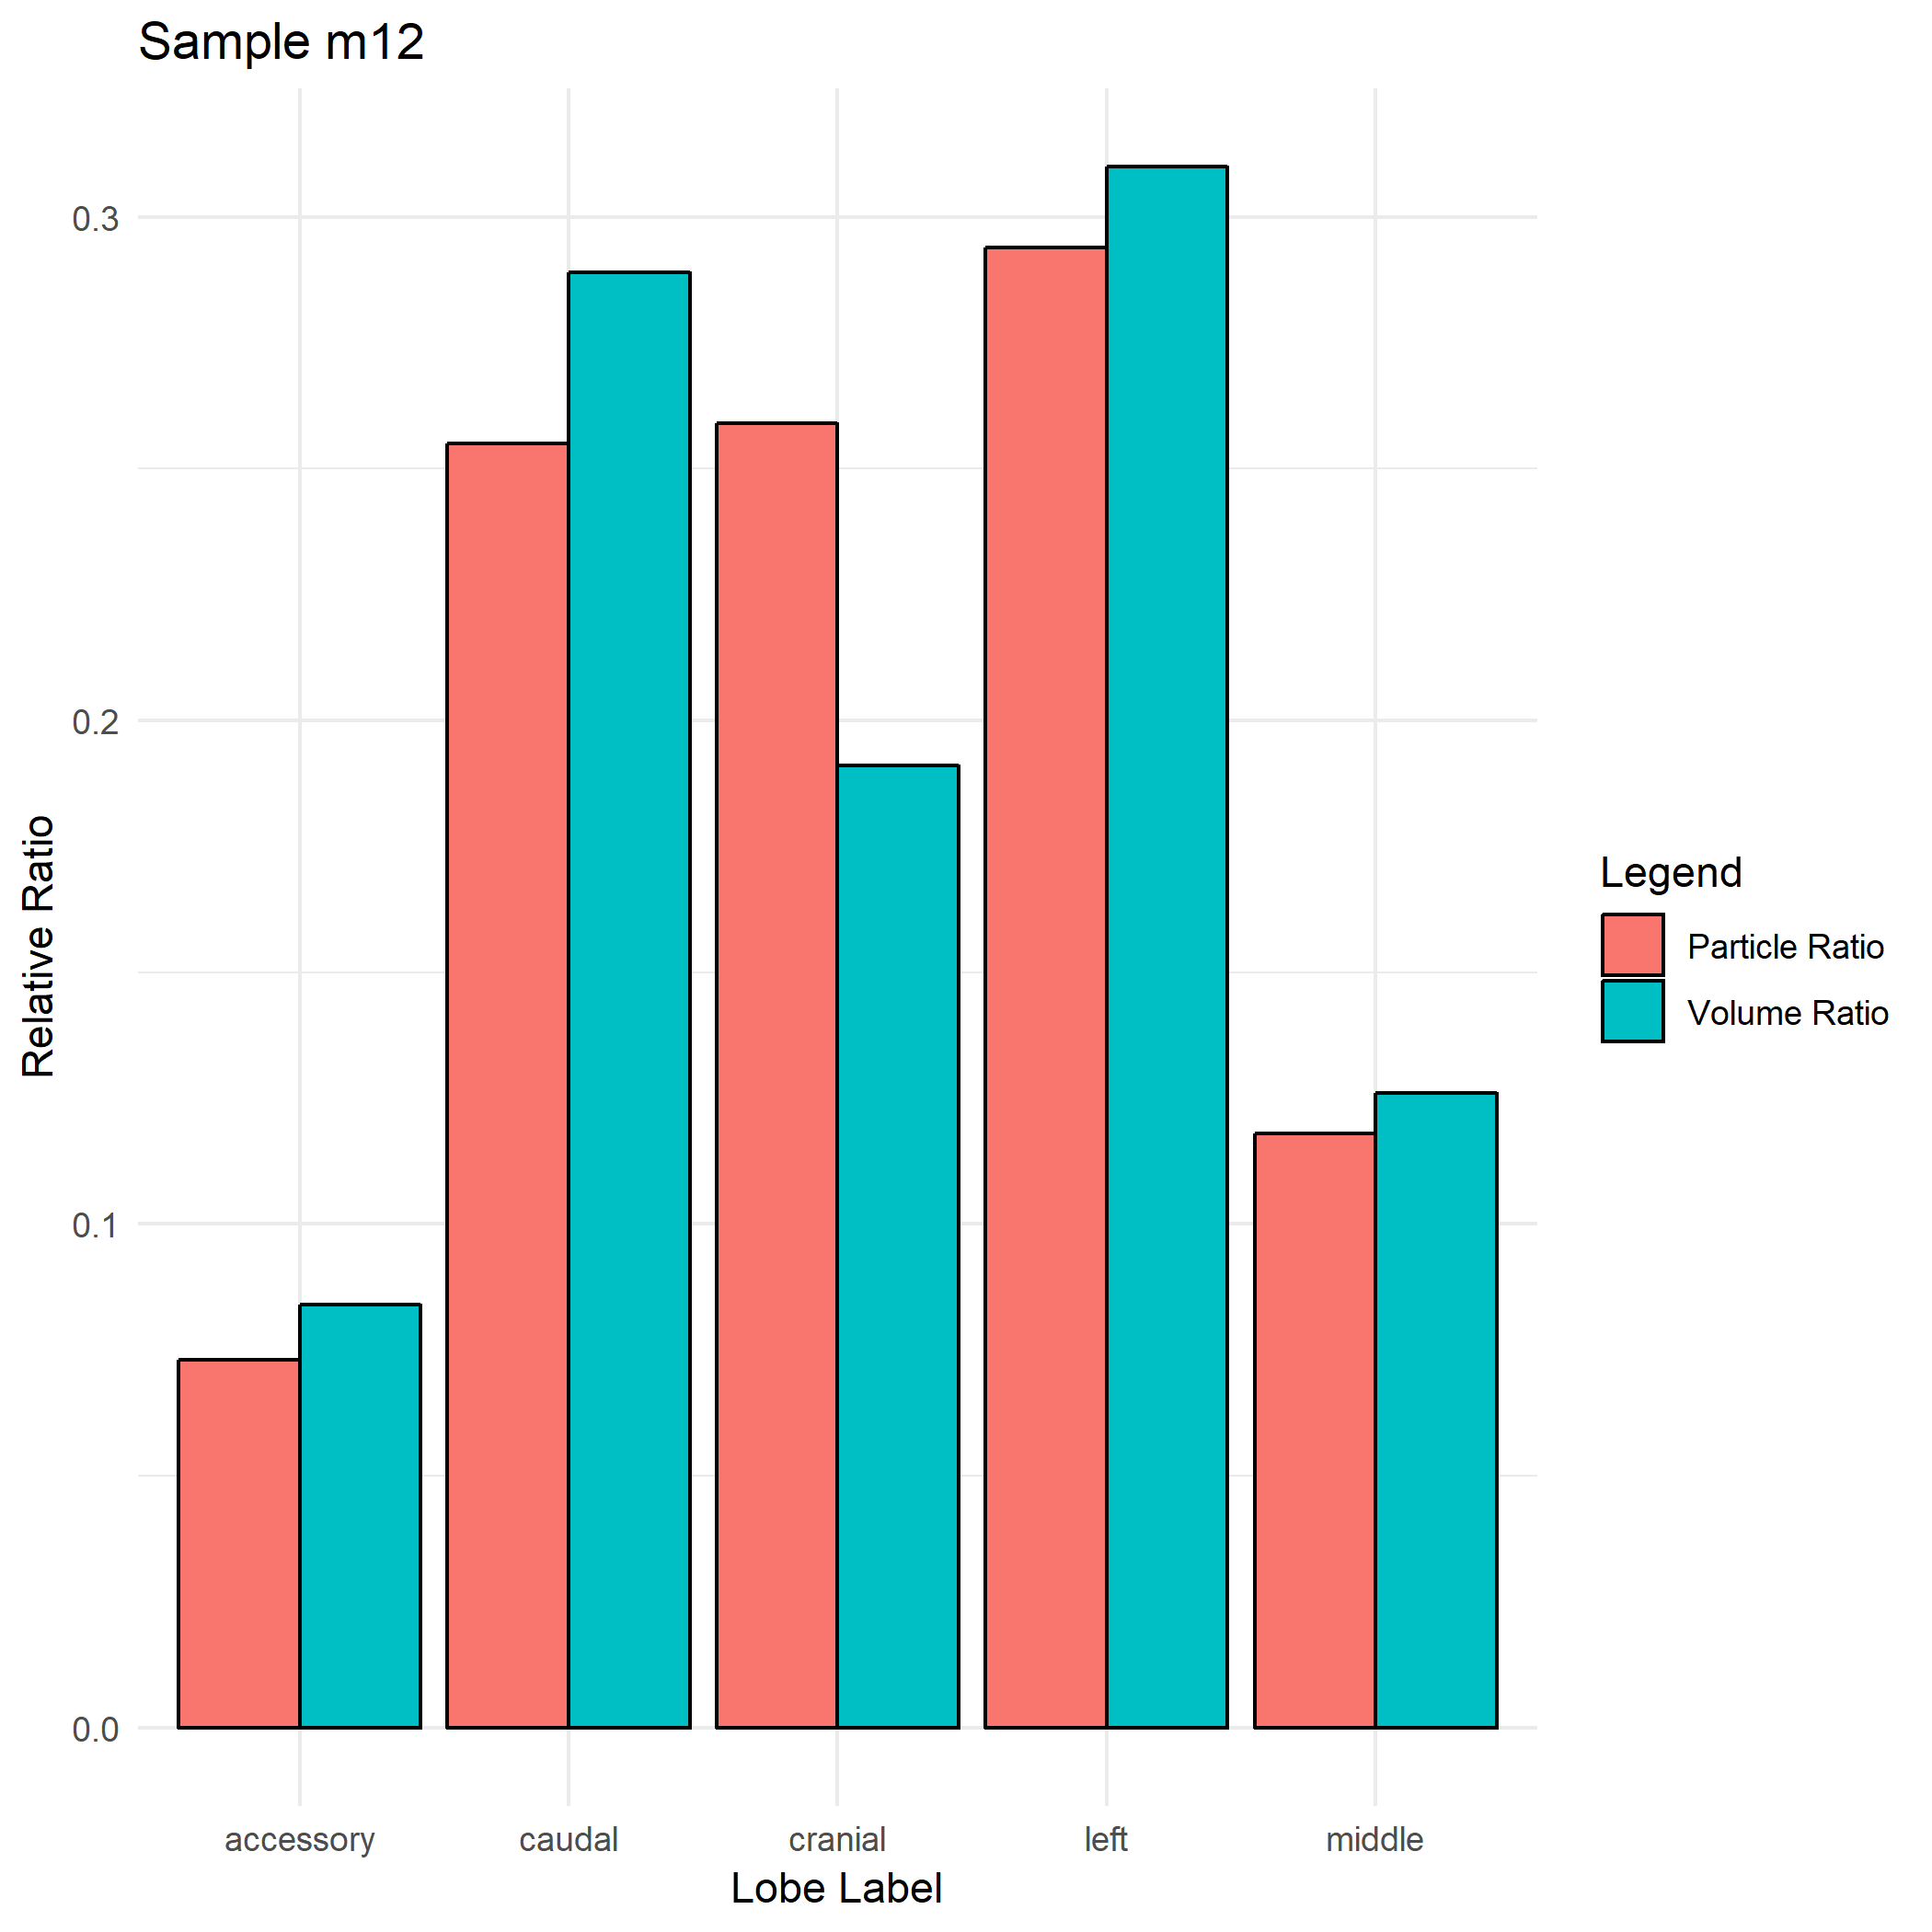 Sample m12
0.3
0.2
0.1
0.0
Relative Ratio
accessory caudal cranial left middle
Lobe Label
Legend
Particle Ratio
Volume Ratio